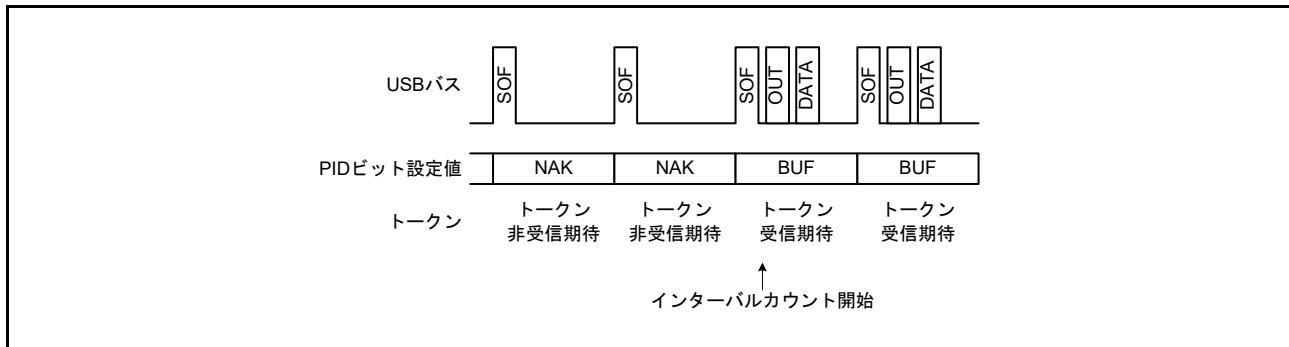 USBバス
SOF
SOF
SOF
OUT
DATA
SOF
OUT
DATA
PIDビット設定値
NAK
NAK
BUF
BUF
トークン
トークン
非受信期待
トークン
非受信期待
トークン
受信期待
トークン
受信期待
インターバルカウント開始